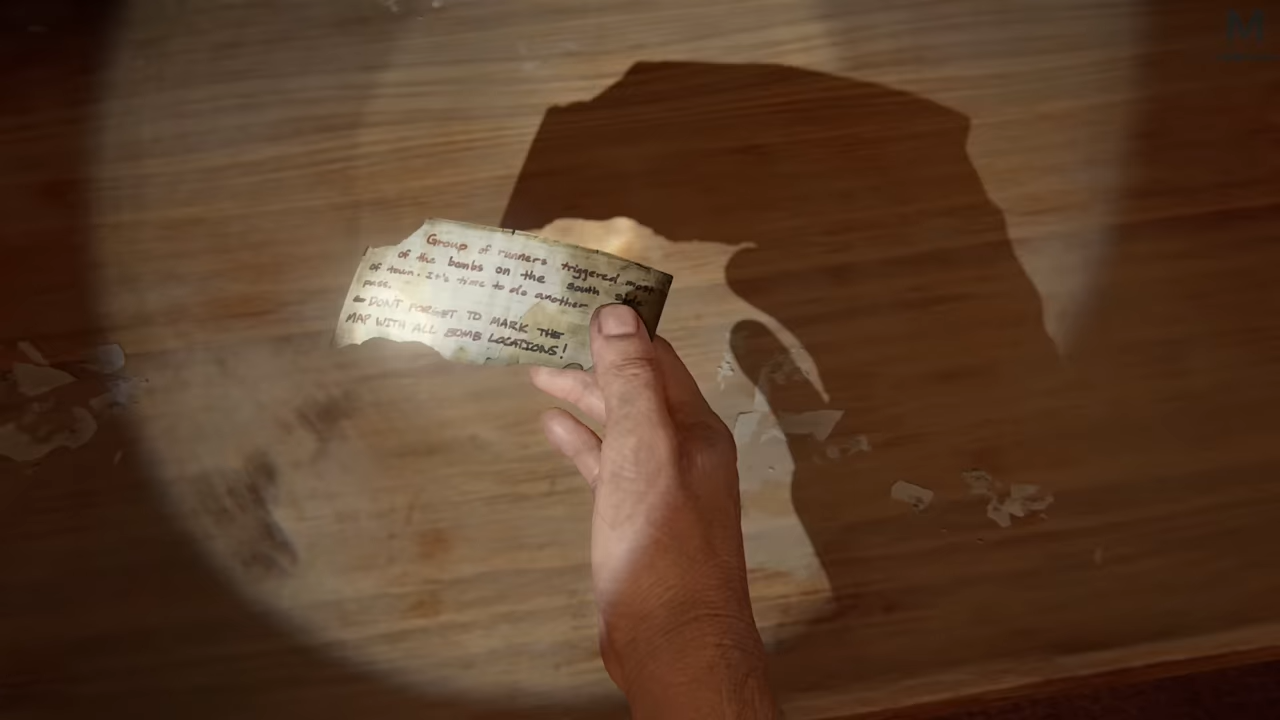 Group of runners triggered most
of the bombs on the south side
of town. It's time to do another
pass.
DONT FORGET TO MARK THE
MAP WITH ALL BOMB LOCATIONS!
M